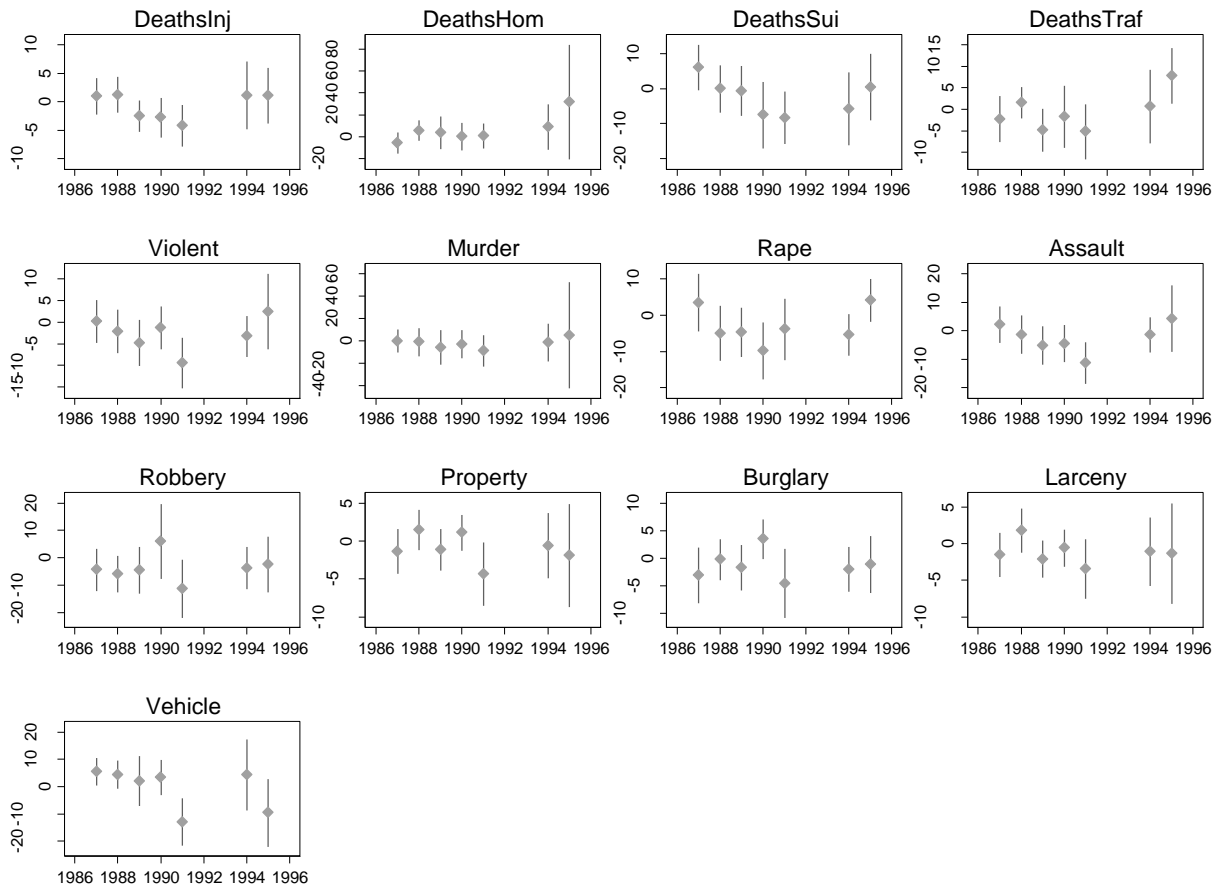 DeathsInj DeathsHom DeathsSui DeathsTraf
-10 -5 0 5 10
-20 0 20 40 60 80
-20 -10 0 10
-10 -5 0 5 10 15
1986 1988 1990 1992 1994 1996 1986 1988 1990 1992 1994 1996 1986 1988 1990 1992 1994 1996 1986 1988 1990 1992 1994 1996
Violent Murder Rape Assault
-15 -10 -5 0 5 10
-40 -20 0 20 40 60
-20 -10 0 10
-20 -10 0 10 20
1986 1988 1990 1992 1994 1996 1986 1988 1990 1992 1994 1996 1986 1988 1990 1992 1994 1996 1986 1988 1990 1992 1994 1996
Robbery Property Burglary Larceny
-20 -10 0 10 20
-10 -5 0 5
-10 -5 0 5 10
-10 -5 0 5
1986 1988 1990 1992 1994 1996 1986 1988 1990 1992 1994 1996 1986 1988 1990 1992 1994 1996 1986 1988 1990 1992 1994 1996
Vehicle
-20 -10 0 10 20
1986 1988 1990 1992 1994 1996